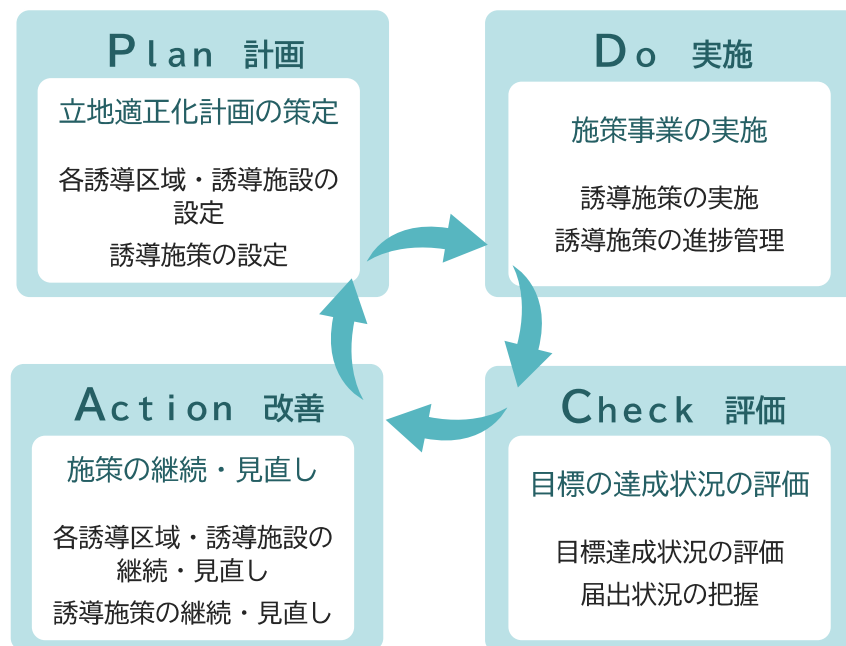 Plan 計画
立地適正化計画の策定
各誘導区域・誘導施設の
設定
誘導施策の設定
Do 実施
施策事業の実施
誘導施策の実施
誘導施策の進捗管理
Action 改善
施策の継続・見直し
各誘導区域・誘導施設の
継続・見直し
誘導施策の継続・見直し
Check 評価
目標の達成状況の評価
目標達成状況の評価
届出状況の把握